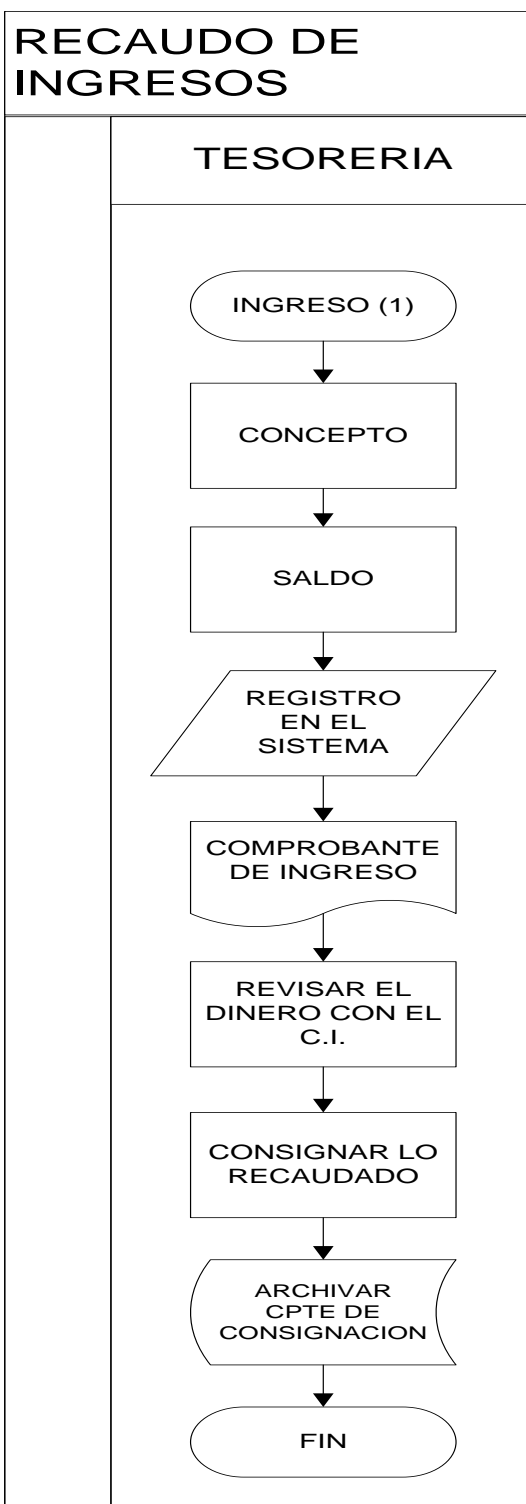 RECAUDO DE
INGRESOS
TESORERIA
INGRESO (1)
CONCEPTO
SALDO
REGISTRO
EN EL
SISTEMA
COMPROBANTE
DE INGRESO
REVISAR EL
DINERO CON EL
C.I.
CONSIGNAR LO
RECAUDADO
ARCHIVAR
CPTE DE
CONSIGNACION
FIN